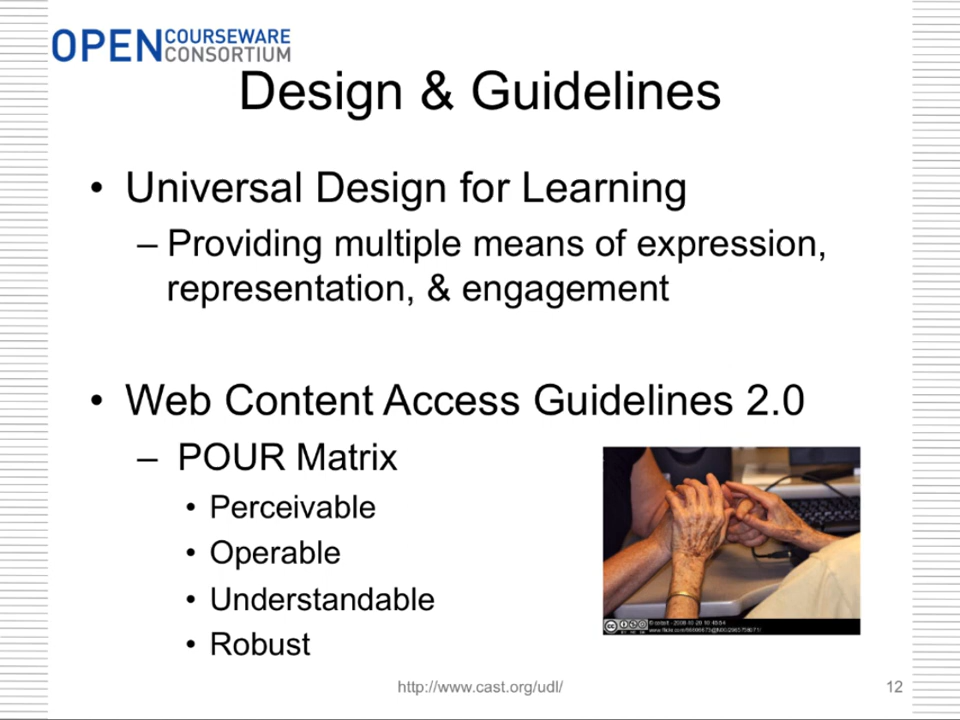 OPEN COURSEWARE
CONSORTIUM
Design & Guidelines
• Universal Design for Learning
– Providing multiple means of expression,
representation, & engagement
• Web Content Access Guidelines 2.0
– POUR Matrix
• Perceivable
• Operable
• Understandable
• Robust
http://www.cast.org/udl/
12